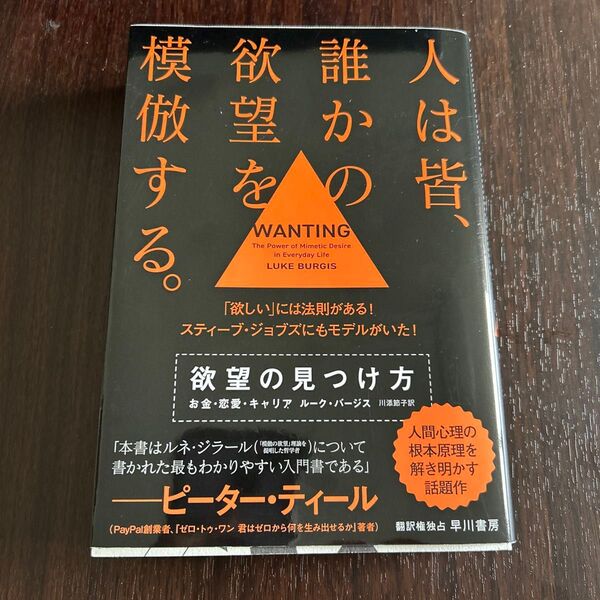 人は皆、
誰かの
欲望を
模倣する。
WANTING
The Power of Mimetic Desire
in Everyday Life
LUKE BURGIS
「欲しい」には法則がある！
スティーブ・ジョブズにもモデルがいた！
欲望の見つけ方
お金・恋愛・キャリア ルーク・バージス 川添節子訳
「本書はルネ・ジラール(「模倣の欲望」理論を提唱した哲学者)について
書かれた最もわかりやすい入門書である」
──ピーター・ティール
(PayPal創業者、『ゼロ・トゥ・ワン 君はゼロから何を生み出せるか』著者)
人間心理の
根本原理を
解き明かす
話題作
翻訳権独占 早川書房